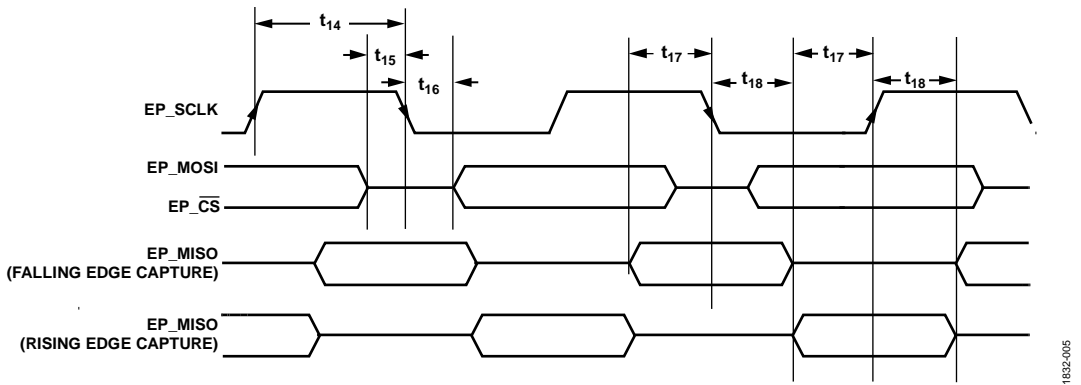 t14
t15
t16
t17
t17
t18
t18
EP_SCLK
EP_MOSI
EP_CS
EP_MISO
(FALLING EDGE CAPTURE)
EP_MISO
(RISING EDGE CAPTURE)
1832-005